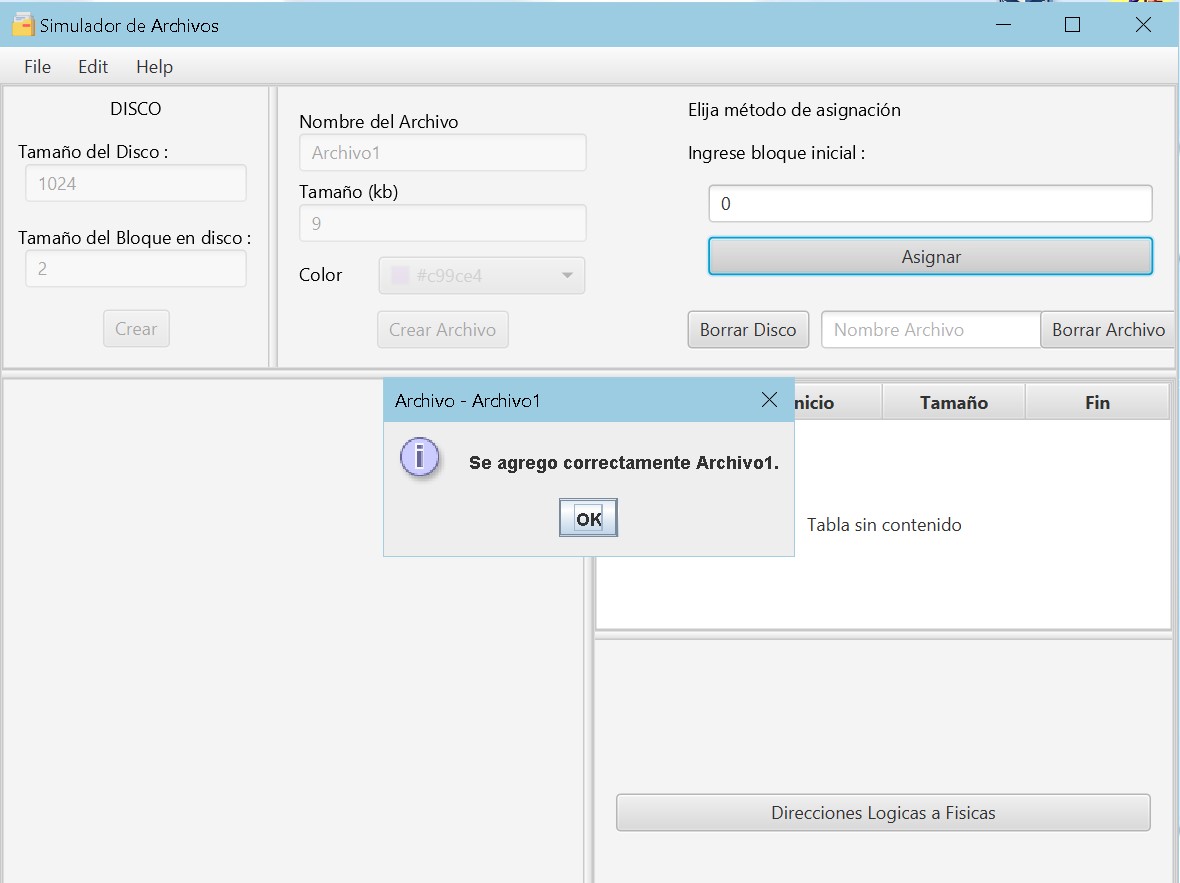 Simulador de Archivos
File Edit Help
DISCO
Tamaño del Disco :
1024
Tamaño del Bloque en disco :
2
Crear
Nombre del Archivo
Archivo1
Tamaño (kb)
9
Color
#c99ce4
Crear Archivo
Elija método de asignación
Ingrese bloque inicial :
0
Asignar
Borrar Disco
Nombre Archivo
Borrar Archivo
Archivo - Archivo1
Se agrego correctamente Archivo1.
OK
nicio Tamaño Fin
Tabla sin contenido
Direcciones Logicas a Fisicas